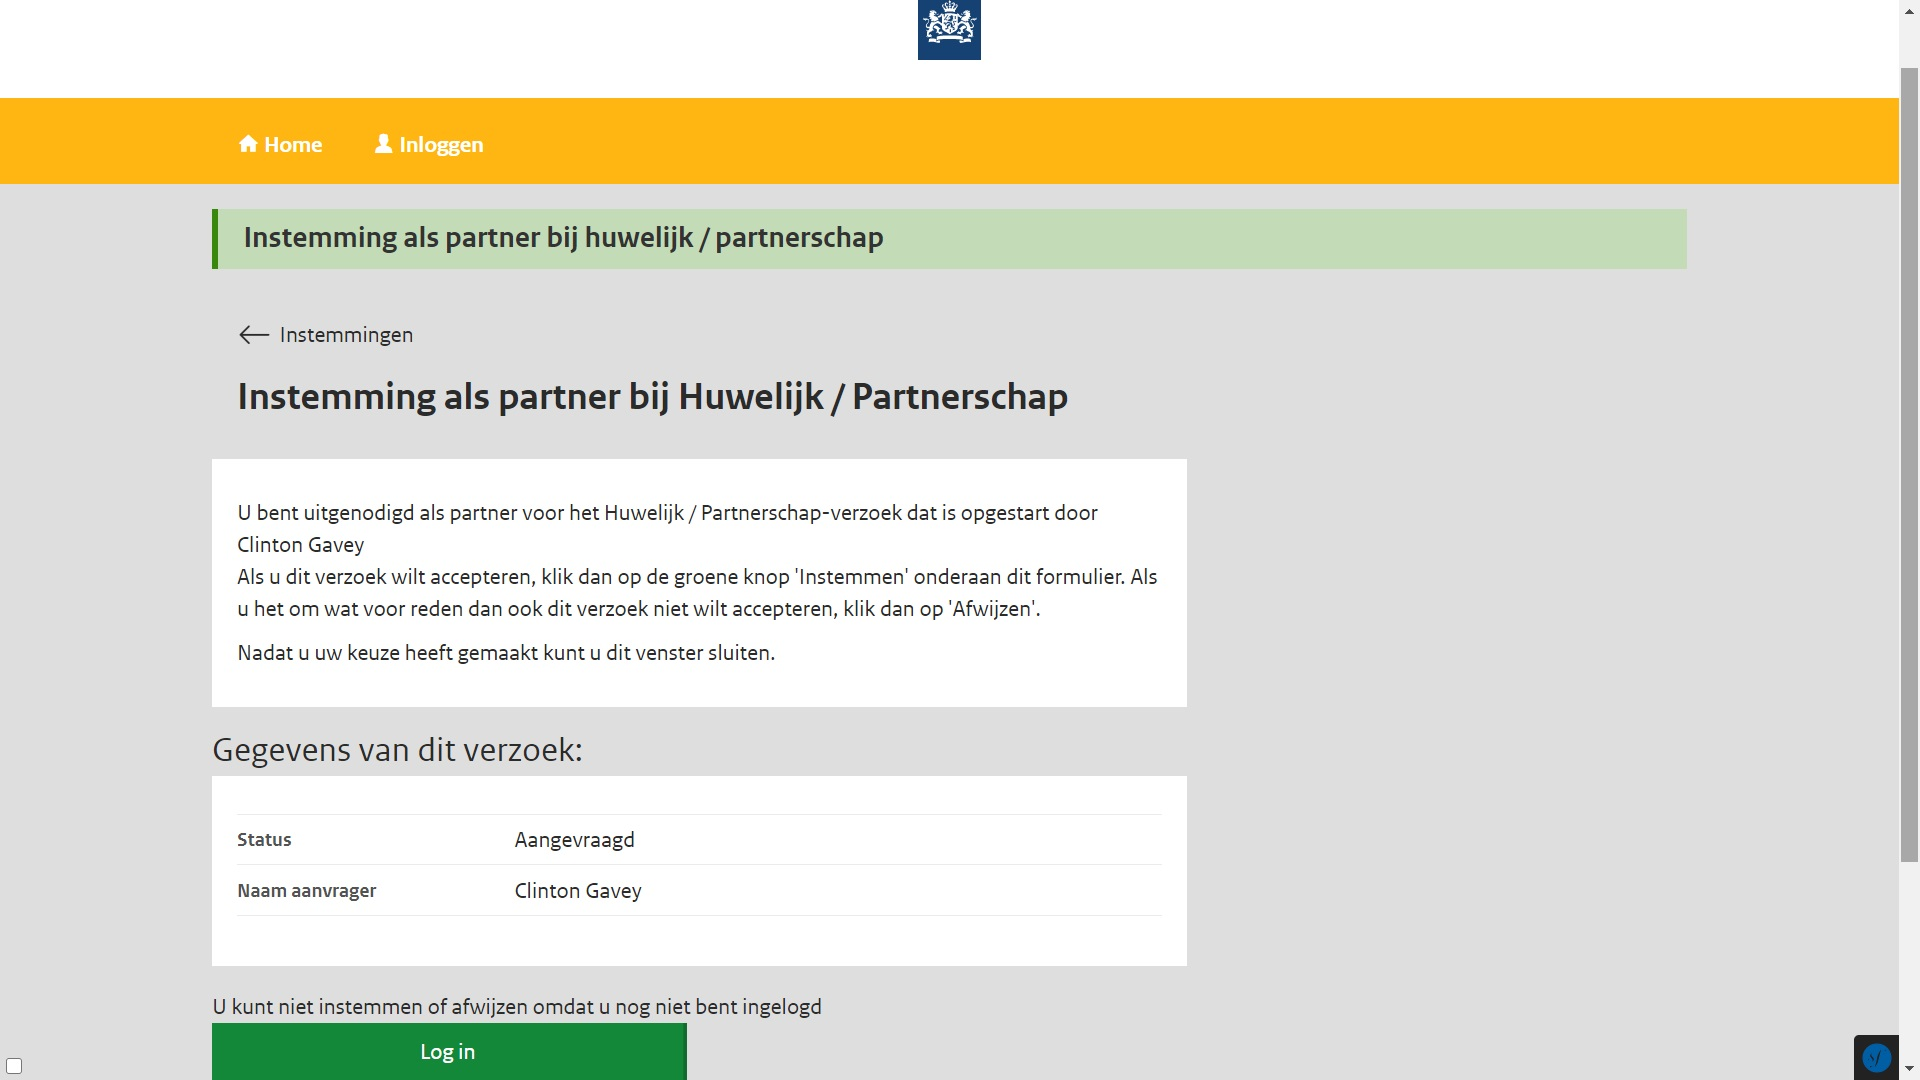 Home
Inloggen
Instemming als partner bij huwelijk / partnerschap
Instemmingen
Instemming als partner bij Huwelijk / Partnerschap
U bent uitgenodigd als partner voor het Huwelijk / Partnerschap-verzoek dat is opgestart door
Clinton Gavey
Als u dit verzoek wilt accepteren, klik dan op de groene knop 'Instemmen' onderaan dit formulier. Als
u het om wat voor reden dan ook dit verzoek niet wilt accepteren, klik dan op 'Afwijzen'.
Nadat u uw keuze heeft gemaakt kunt u dit venster sluiten.
Gegevens van dit verzoek:
Status Aangevraagd
Naam aanvrager Clinton Gavey
U kunt niet instemmen of afwijzen omdat u nog niet bent ingelogd
Log in